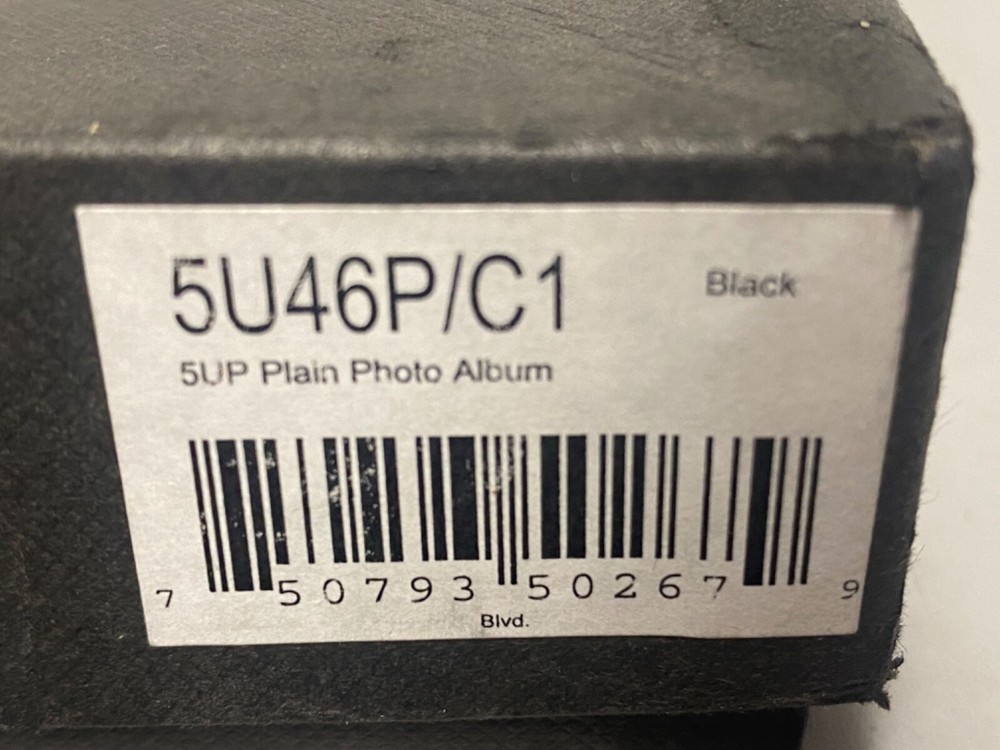 5U46P/C1 Black
5UP Plain Photo Album
7 50793 50267 9
Blvd.